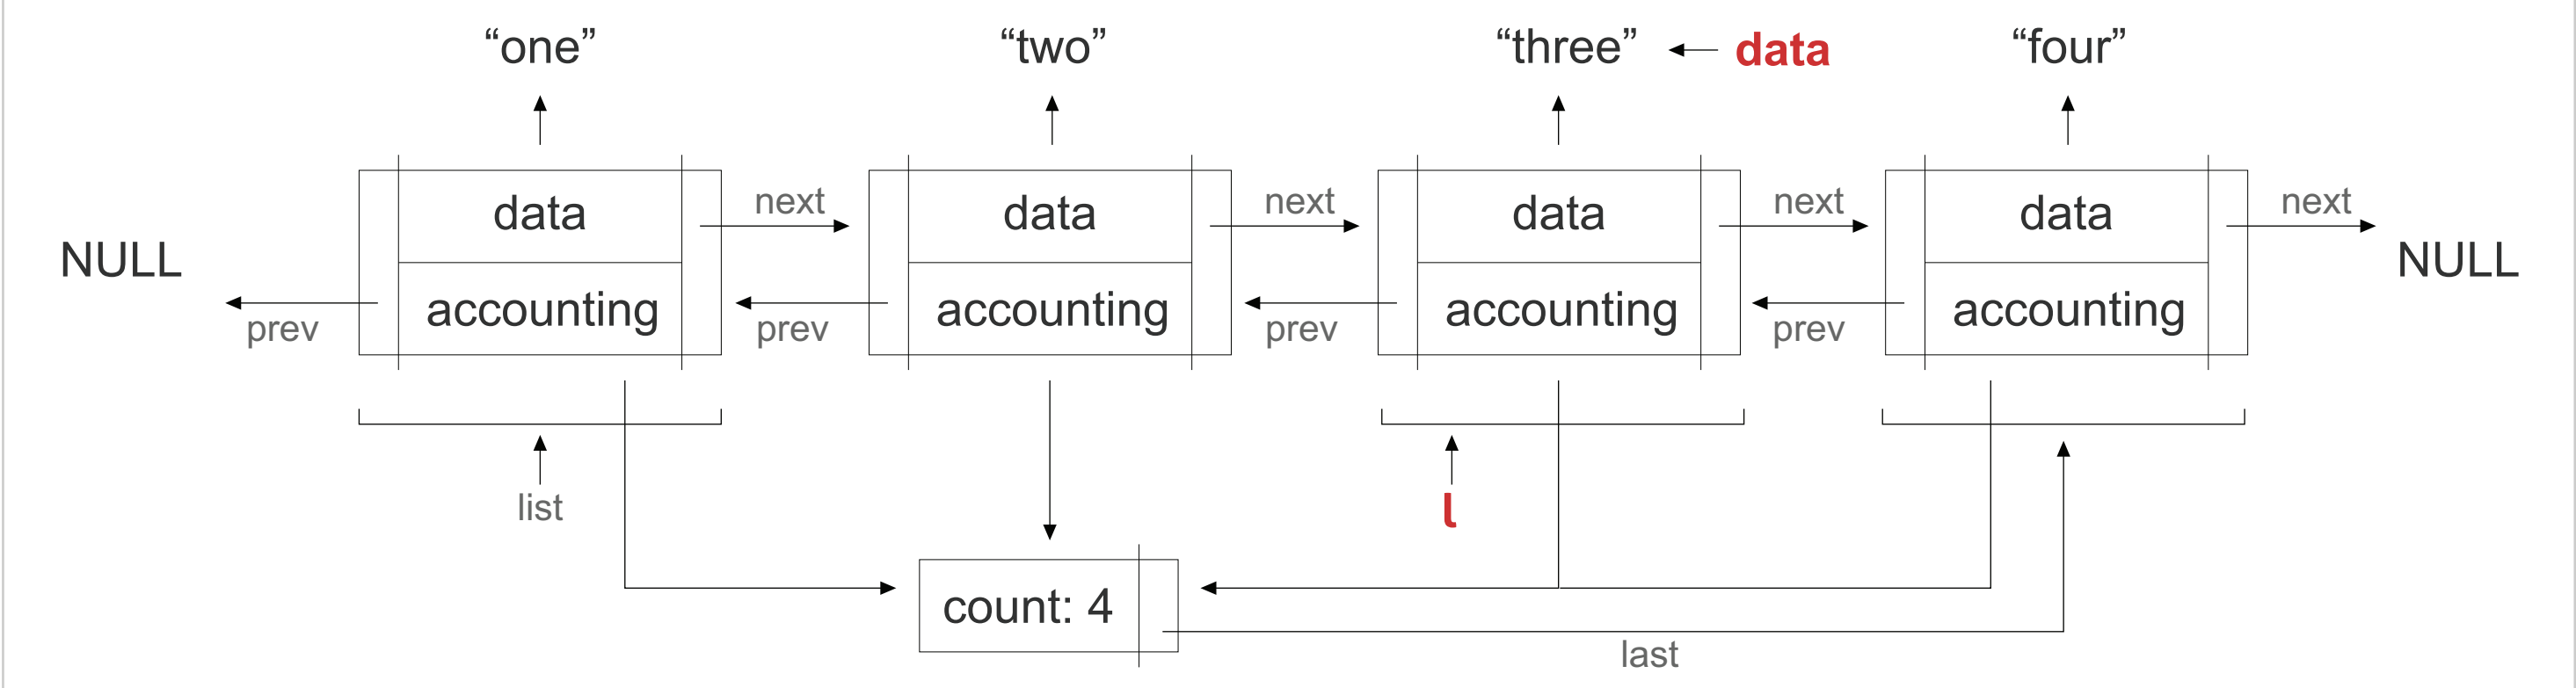 “one” “two” “three” data “four”
data next data next data next data next
NULL NULL
accounting accounting accounting accounting
prev prev prev prev
list l
count: 4
last